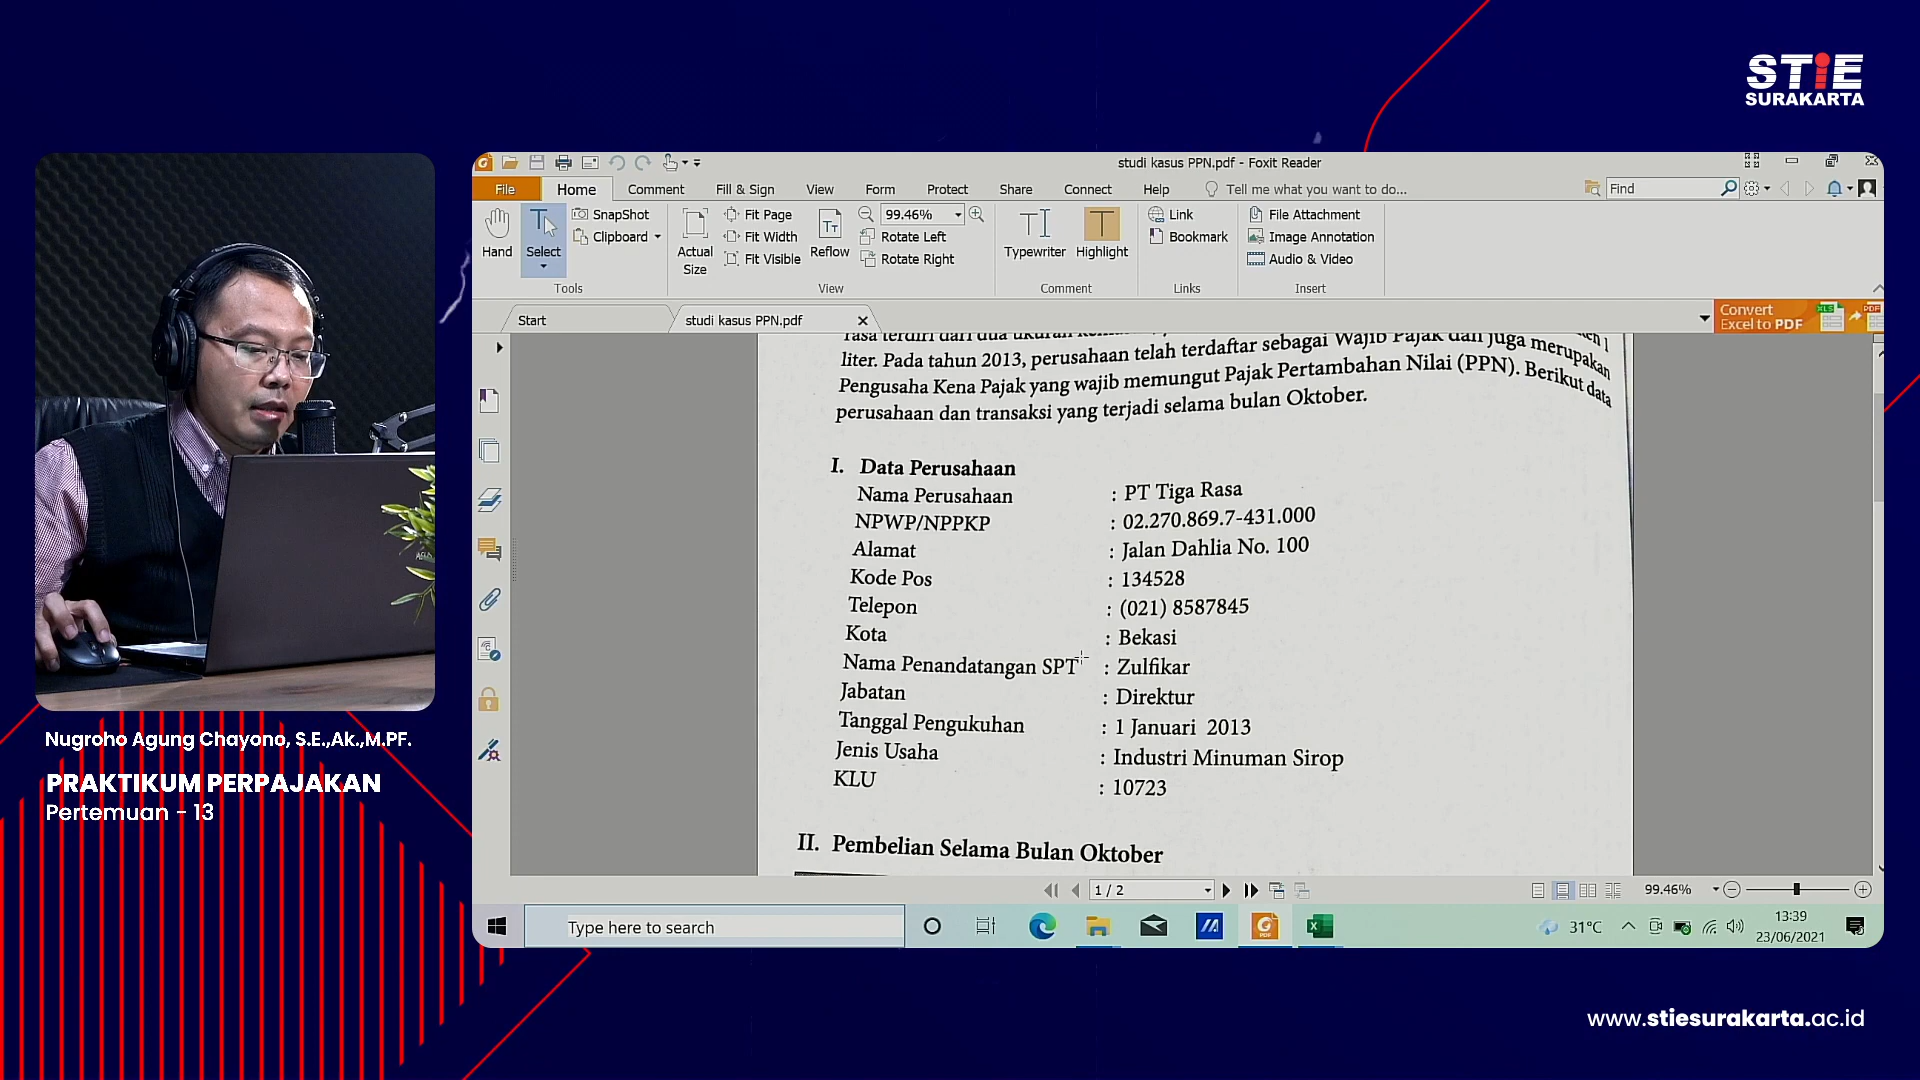 STiE
SURAKARTA
studi kasus PPN.pdf - Foxit Reader
File
Home
Comment
Fill & Sign
View
Form
Protect
Share
Connect
Help
Tell me what you want to do...
Find
Hand
Select
SnapShot
Clipboard
Actual
Size
Fit Page
Fit Width
Fit Visible
Reflow
99.46%
Rotate Left
Rotate Right
Typewriter
Highlight
Link
Bookmark
File Attachment
Image Annotation
Audio & Video
Tools
View
Comment
Links
Insert
Start
studi kasus PPN.pdf
Convert
Excel to PDF
Rasa terdiri dari dua ukuran
liter. Pada tahun 2013, perusahaan telah terdaftar sebagai Wajib Pajak dan juga merupakan
Pengusaha Kena Pajak yang wajib memungut Pajak Pertambahan Nilai (PPN). Berikut data
perusahaan dan transaksi yang terjadi selama bulan Oktober.
I. Data Perusahaan
Nama Perusahaan : PT Tiga Rasa
NPWP/NPPKP : 02.270.869.7-431.000
Alamat : Jalan Dahlia No. 100
Kode Pos : 134528
Telepon : (021) 8587845
Kota : Bekasi
Nama Penandatangan SPT : Zulfikar
Jabatan : Direktur
Tanggal Pengukuhan : 1 Januari 2013
Jenis Usaha : Industri Minuman Sirop
KLU : 10723
II. Pembelian Selama Bulan Oktober
1 / 2
99.46%
Type here to search
31°C
13:39
23/06/2021
Nugroho Agung Chayono, S.E.,Ak.,M.PF.
PRAKTIKUM PERPAJAKAN
Pertemuan - 13
www.stiesurakarta.ac.id